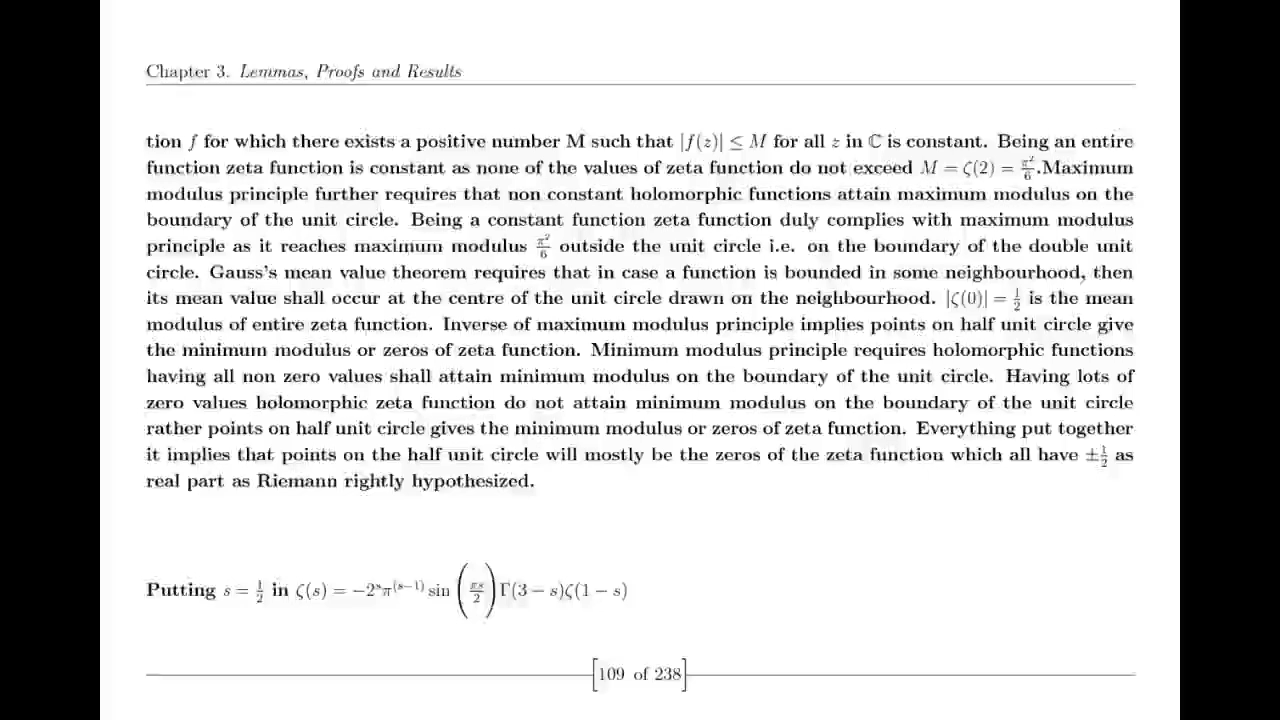 Chapter 3. Lemmas, Proofs and Results
tion f for which there exists a positive number M such that |f(z)| ≤ M for all z in ℂ is constant. Being an entire
function zeta function is constant as none of the values of zeta function do not exceed M = ζ(2) = π²/6.Maximum
modulus principle further requires that non constant holomorphic functions attain maximum modulus on the
boundary of the unit circle. Being a constant function zeta function duly complies with maximum modulus
principle as it reaches maximum modulus π²/6 outside the unit circle i.e. on the boundary of the double unit
circle. Gauss's mean value theorem requires that in case a function is bounded in some neighbourhood, then
its mean value shall occur at the centre of the unit circle drawn on the neighbourhood. |ζ(0)| = 1/2 is the mean
modulus of entire zeta function. Inverse of maximum modulus principle implies points on half unit circle give
the minimum modulus or zeros of zeta function. Minimum modulus principle requires holomorphic functions
having all non zero values shall attain minimum modulus on the boundary of the unit circle. Having lots of
zero values holomorphic zeta function do not attain minimum modulus on the boundary of the unit circle
rather points on half unit circle gives the minimum modulus or zeros of zeta function. Everything put together
it implies that points on the half unit circle will mostly be the zeros of the zeta function which all have ±1/2 as
real part as Riemann rightly hypothesized.
Putting s = 1/2 in ζ(s) = −2^s π^(s−1) sin (πs/2) Γ(3 − s)ζ(1 − s)
[109 of 238]